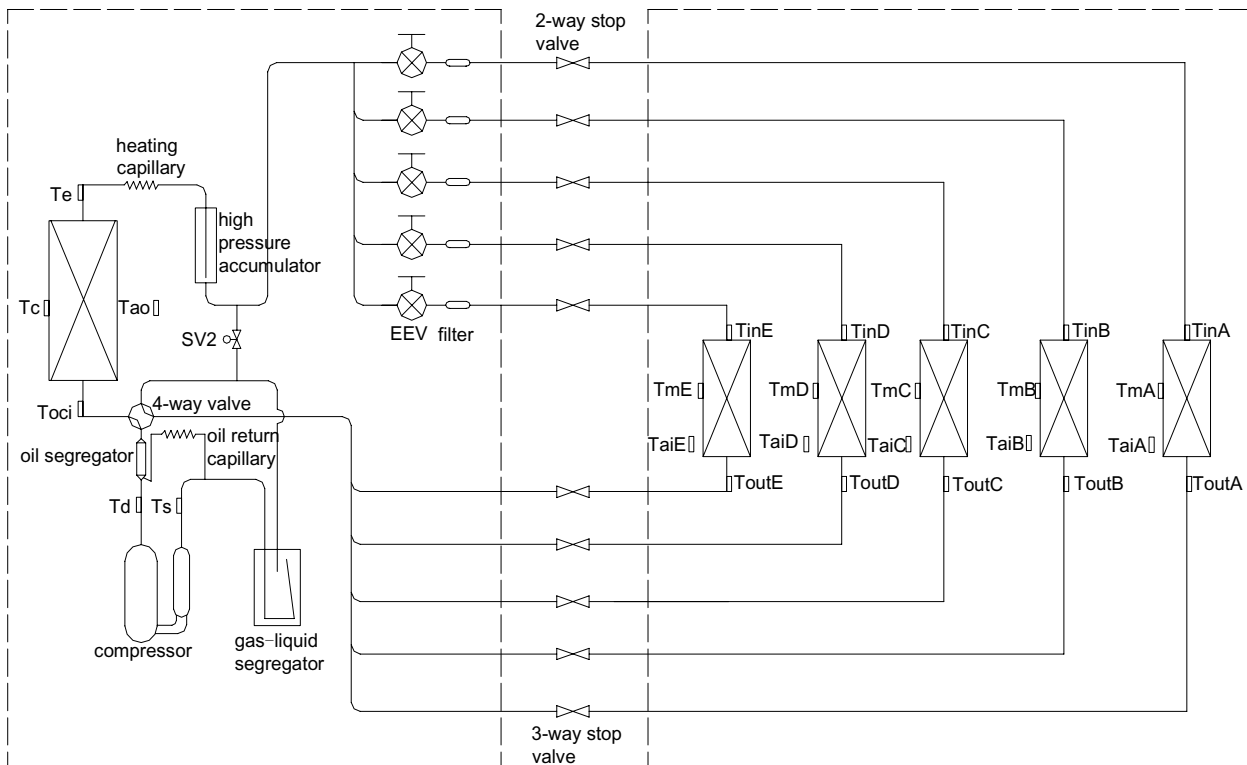 2-way stop
valve
heating
capillary
Te
high
pressure
accumulator
Tc
Tao
SV2
EEV
filter
TinE
TinD
TinC
TinB
TinA
TmE
TmD
TmC
TmB
TmA
Toci
4-way valve
oil segregator
oil return
capillary
TaiE
TaiD
TaiC
TaiB
TaiA
Td
Ts
ToutE
ToutD
ToutC
ToutB
ToutA
compressor
gas-liquid
segregator
3-way stop
valve